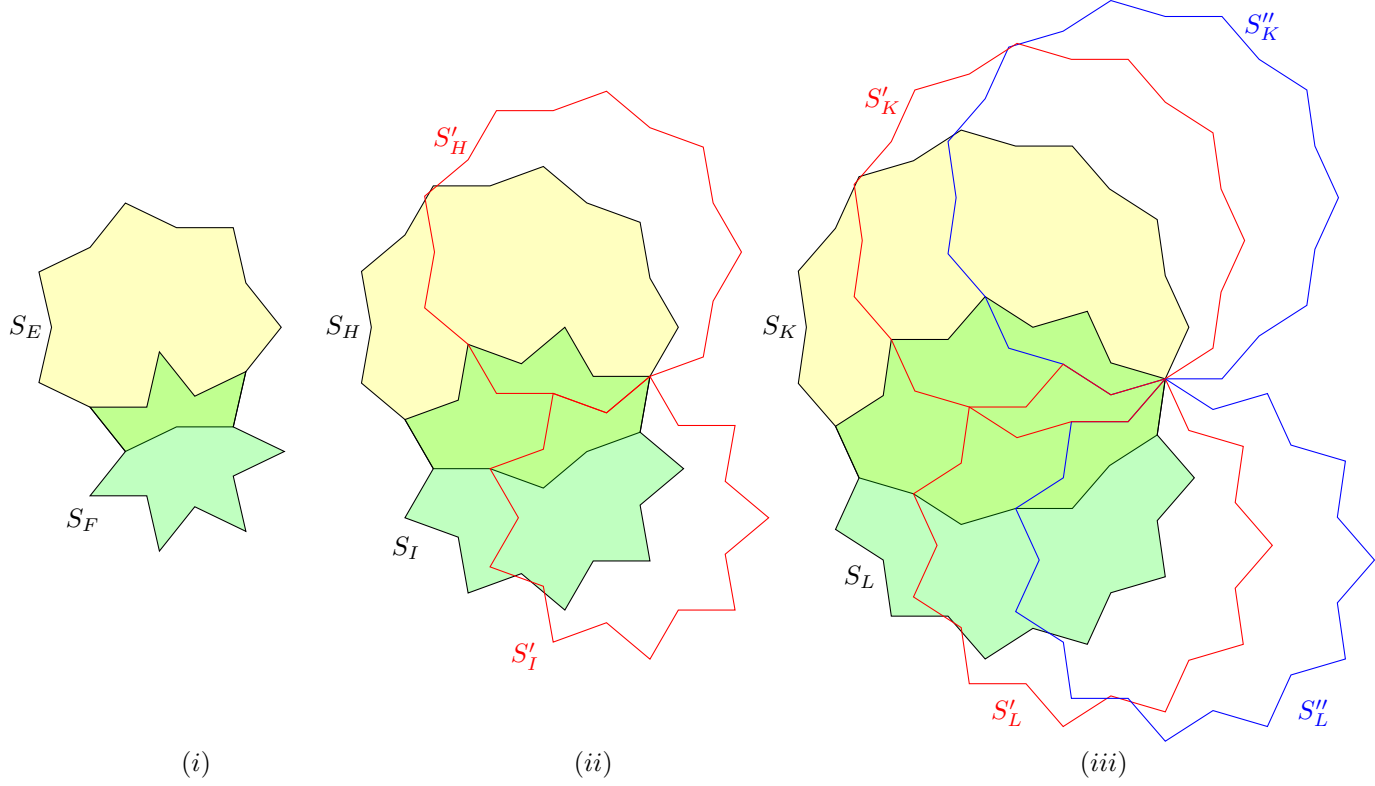 S''_K
S'_K
S'_H
S_E
S_H
S_K
S_F
S_I
S_L
S'_I
S'_L
S''_L
(i)
(ii)
(iii)